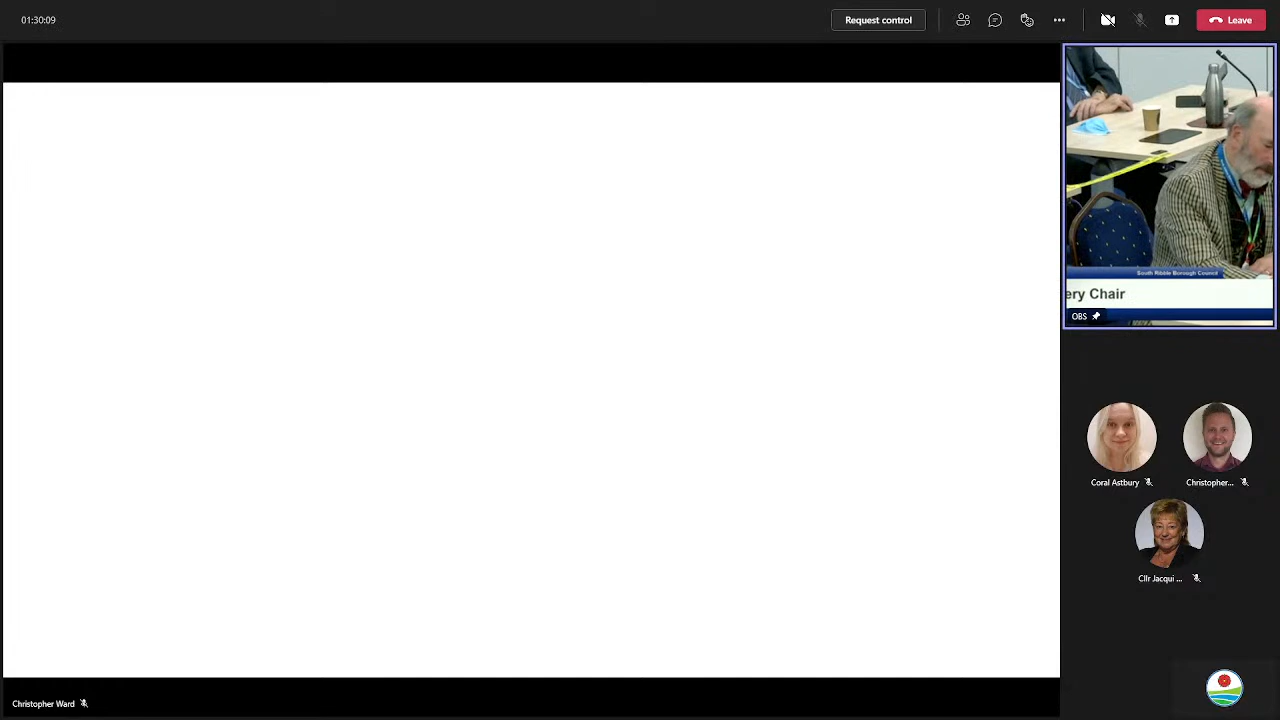 01:30:09
Request control
Leave
South Ribble Borough Council
ery Chair
OBS
Coral Astbury
Christopher...
Cllr Jacqui ...
Christopher Ward